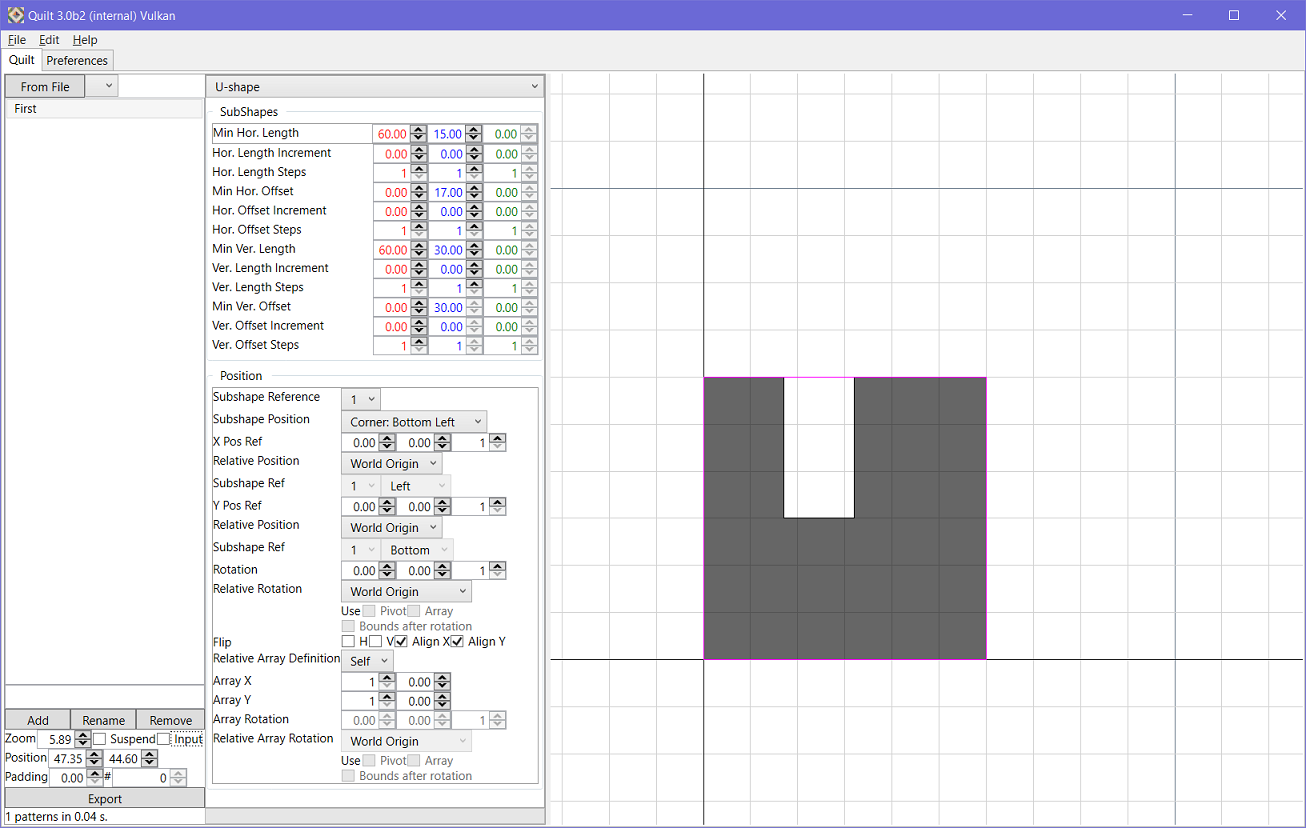 Quilt 3.0b2 (internal) Vulkan
File Edit Help
Quilt Preferences
From File
First
U-shape
SubShapes
Min Hor. Length 60.00 15.00 0.00
Hor. Length Increment 0.00 0.00 0.00
Hor. Length Steps 1 1 1
Min Hor. Offset 0.00 17.00 0.00
Hor. Offset Increment 0.00 0.00 0.00
Hor. Offset Steps 1 1 1
Min Ver. Length 60.00 30.00 0.00
Ver. Length Increment 0.00 0.00 0.00
Ver. Length Steps 1 1 1
Min Ver. Offset 0.00 30.00 0.00
Ver. Offset Increment 0.00 0.00 0.00
Ver. Offset Steps 1 1 1
Position
Subshape Reference 1
Subshape Position Corner: Bottom Left
X Pos Ref 0.00 0.00 1
Relative Position World Origin
Subshape Ref 1 Left
Y Pos Ref 0.00 0.00 1
Relative Position World Origin
Subshape Ref 1 Bottom
Rotation 0.00 0.00 1
Relative Rotation World Origin
Use Pivot Array
Bounds after rotation
Flip H V Align X Align Y
Relative Array Definition Self
Array X 1 0.00
Array Y 1 0.00
Array Rotation 0.00 0.00 1
Relative Array Rotation World Origin
Use Pivot Array
Bounds after rotation
Add Rename Remove
Zoom 5.89 Suspend Input
Position 47.35 44.60
Padding 0.00 # 0
Export
1 patterns in 0.04 s.